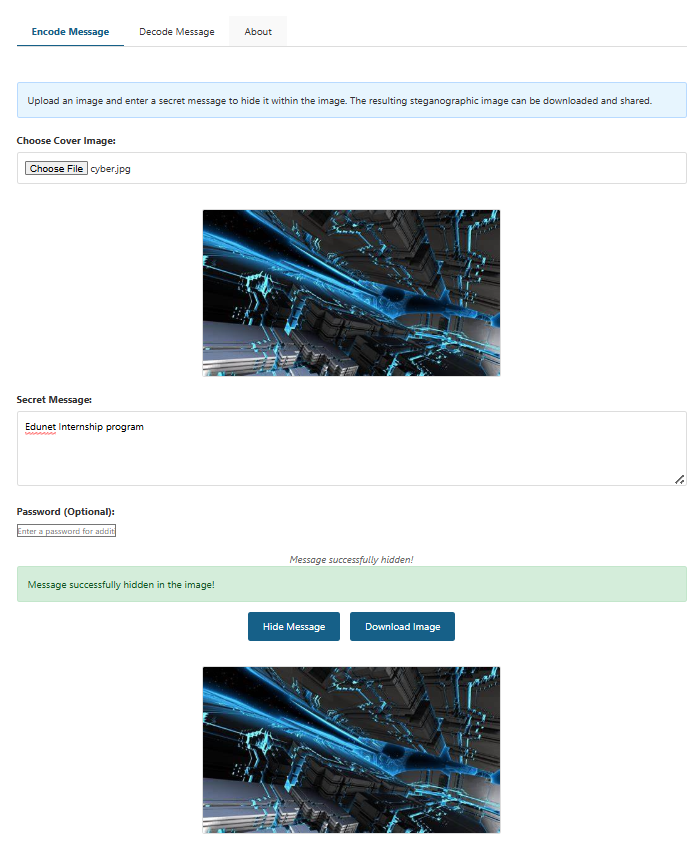 Encode Message Decode Message About
Upload an image and enter a secret message to hide it within the image. The resulting steganographic image can be downloaded and shared.
Choose Cover Image:
Choose File cyber.jpg
Secret Message:
Edunet Internship program
Password (Optional):
Enter a password for additi
Message successfully hidden!
Message successfully hidden in the image!
Hide Message Download Image